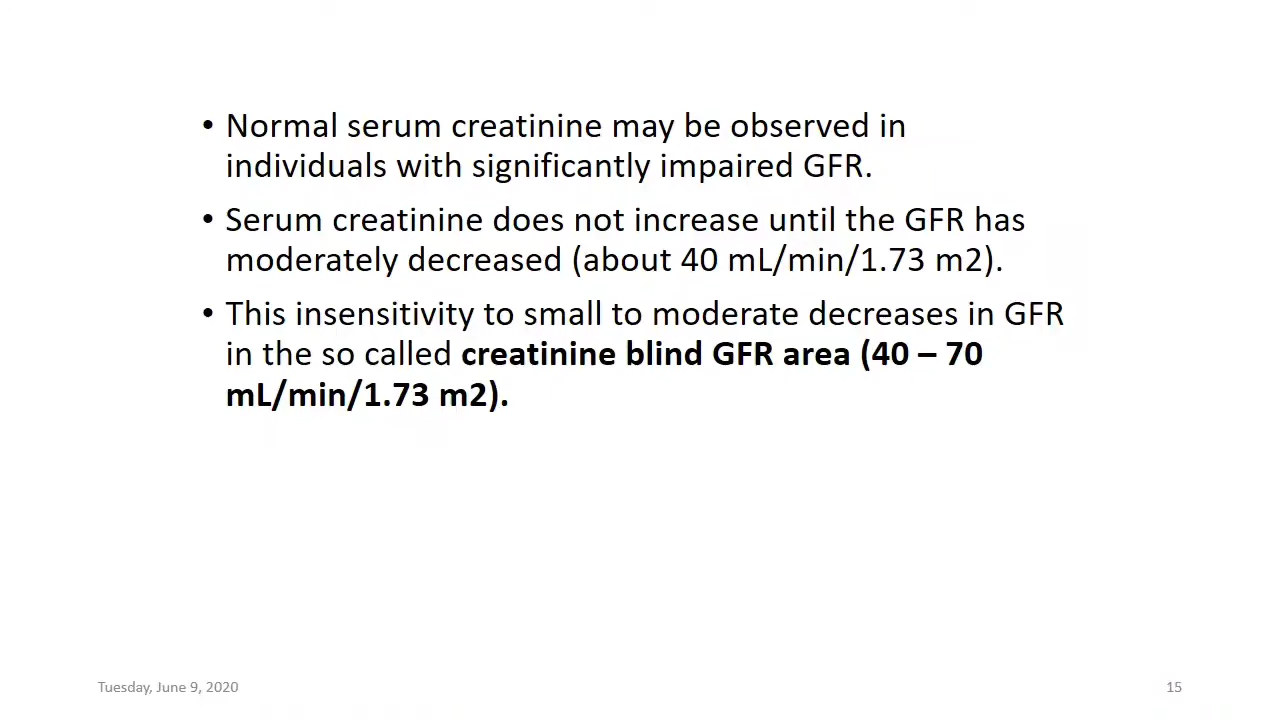 • Normal serum creatinine may be observed in
individuals with significantly impaired GFR.
• Serum creatinine does not increase until the GFR has
moderately decreased (about 40 mL/min/1.73 m2).
• This insensitivity to small to moderate decreases in GFR
in the so called creatinine blind GFR area (40 – 70
mL/min/1.73 m2).
Tuesday, June 9, 2020
15